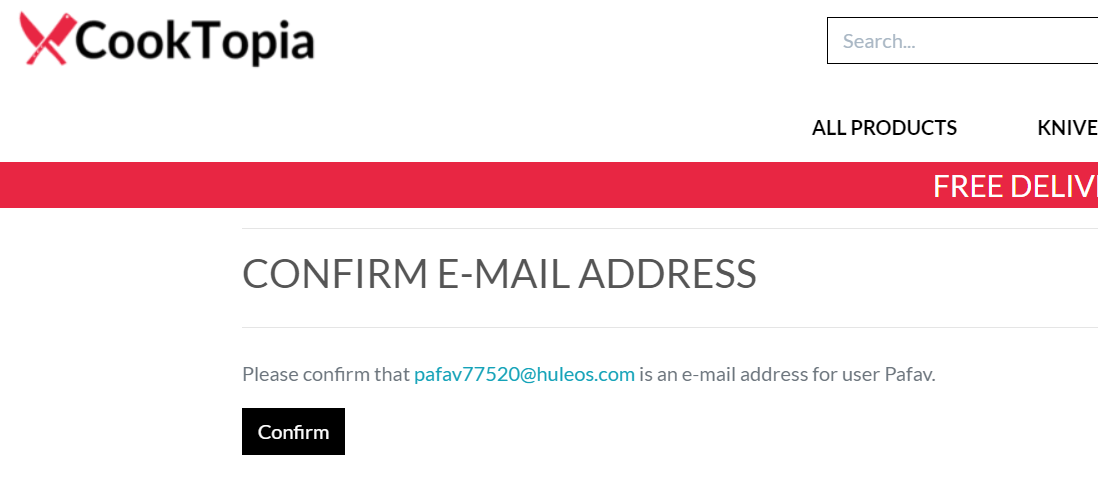 CookTopia
Search...
ALL PRODUCTS KNIVE
FREE DELIV
CONFIRM E-MAIL ADDRESS
Please confirm that pafav77520@huleos.com is an e-mail address for user Pafav.
Confirm